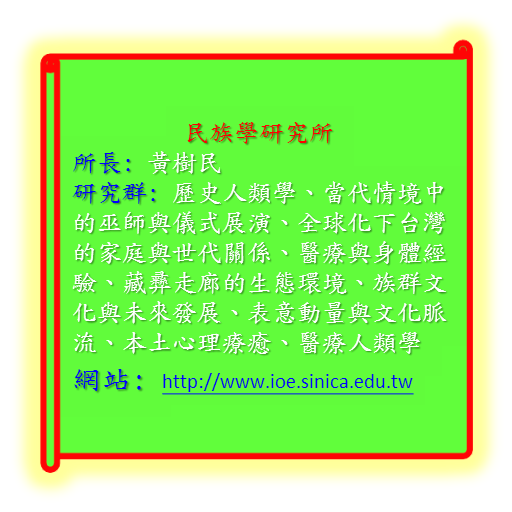 民族學研究所
所長: 黃樹民
研究群: 歷史人類學、當代情境中
的巫師與儀式展演、全球化下台灣
的家庭與世代關係、醫療與身體經
驗、藏彝走廊的生態環境、族群文
化與未來發展、表意動量與文化脈
流、本土心理療癒、醫療人類學
網站: http://www.ioe.sinica.edu.tw